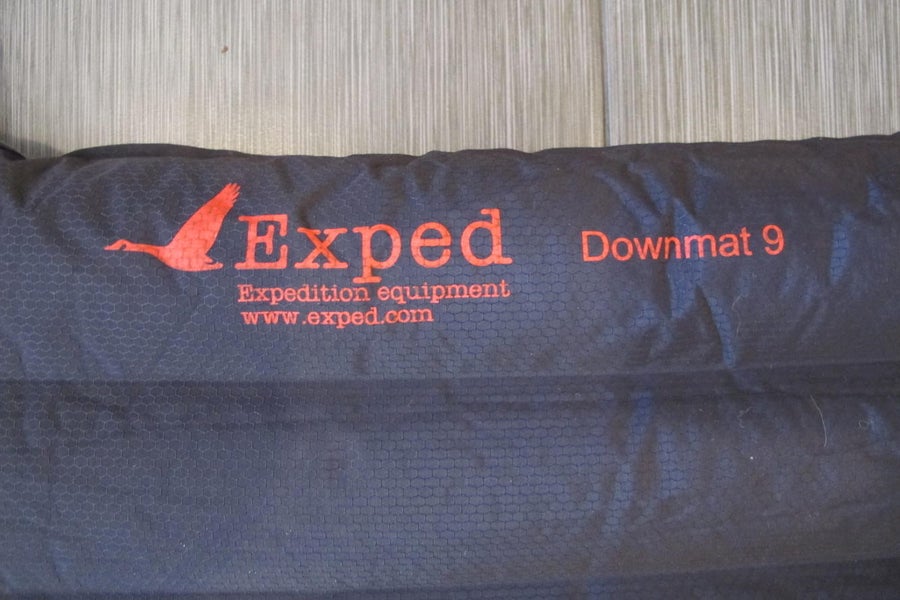 Exped
Downmat 9
Expedition equipment
www.exped.com